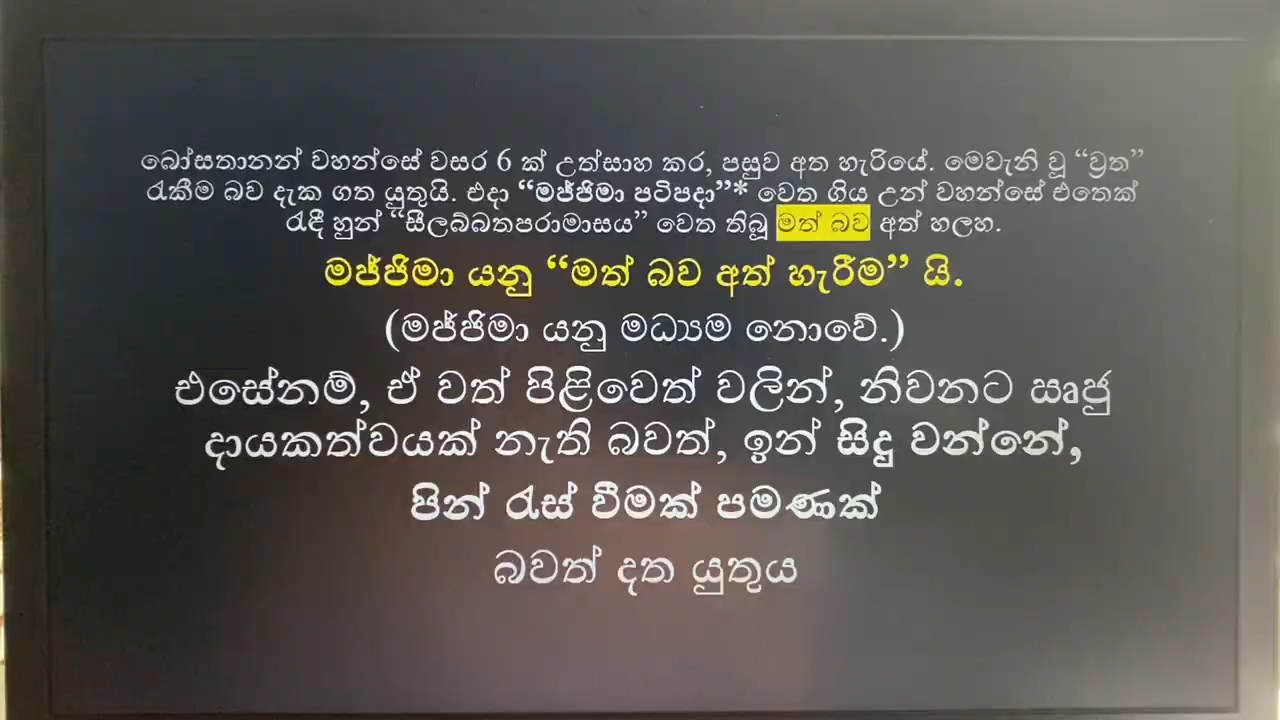 බෝසතානන් වහන්සේ වසර 6 ක් උත්සාහ කර, පසුව අත හැරියේ. මෙවැනි වූ “ව්‍රත”
රැකීම බව දැක ගත යුතුයි. එදා “මජ්ජිමා පටිපදා”* වෙත ගිය උන් වහන්සේ එතෙක්
රැඳී හුන් “සීලබ්බතපරාමාසය” වෙත තිබූ මත් බව අත් හලහ.
මජ්ජිමා යනු “මත් බව අත් හැරීම” යි.
(මජ්ජිමා යනු මධ්‍යම නොවේ.)
එසේනම්, ඒ වත් පිළිවෙත් වලින්, නිවනට ඍජු
දායකත්වයක් නැති බවත්, ඉන් සිදු වන්නේ,
පින් රැස් වීමක් පමණක්
බවත් දත යුතුය